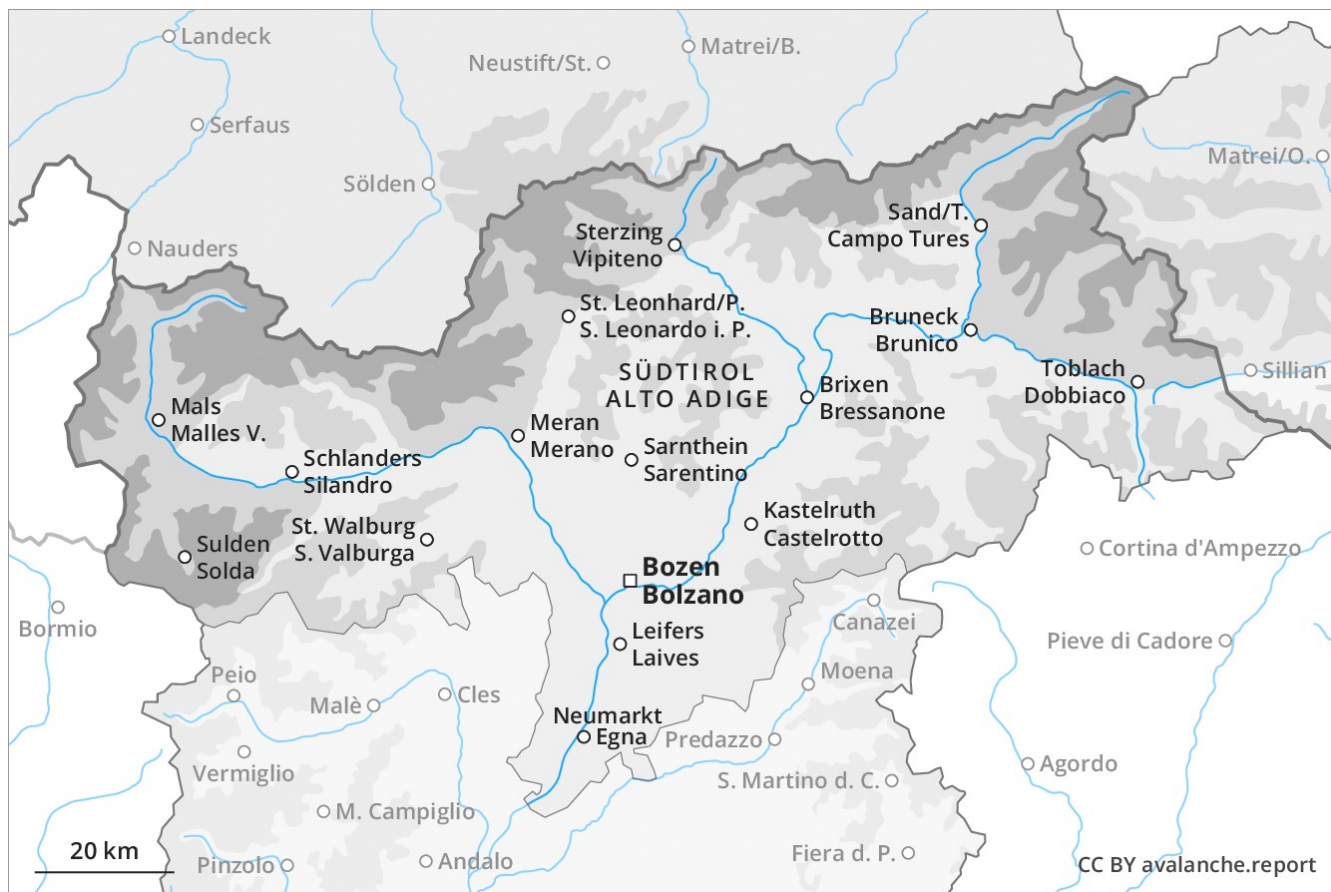 Landeck
Matrei/B.
Neustift/St.
Serfaus
Matrei/O.
Sölden
Sand/T.
Campo Tures
Sterzing
Vipiteno
Nauders
St. Leonhard/P.
S. Leonardo i. P.
Bruneck
Brunico
SÜDTIROL
ALTO ADIGE
Toblach
Dobbiaco
Sillian
Brixen
Bressanone
Mals
Malles V.
Meran
Merano
Sarnthein
Sarentino
Schlanders
Silandro
Kastelruth
Castelrotto
St. Walburg
S. Valburga
Sulden
Solda
Cortina d'Ampezzo
Bozen
Bolzano
Bormio
Canazei
Leifers
Laives
Pieve di Cadore
Peio
Moena
Malè
Cles
Neumarkt
Egna
Predazzo
Vermiglio
Agordo
S. Martino d. C.
M. Campiglio
20 km
Pinzolo
Andalo
Fiera d. P.
CC BY avalanche.report